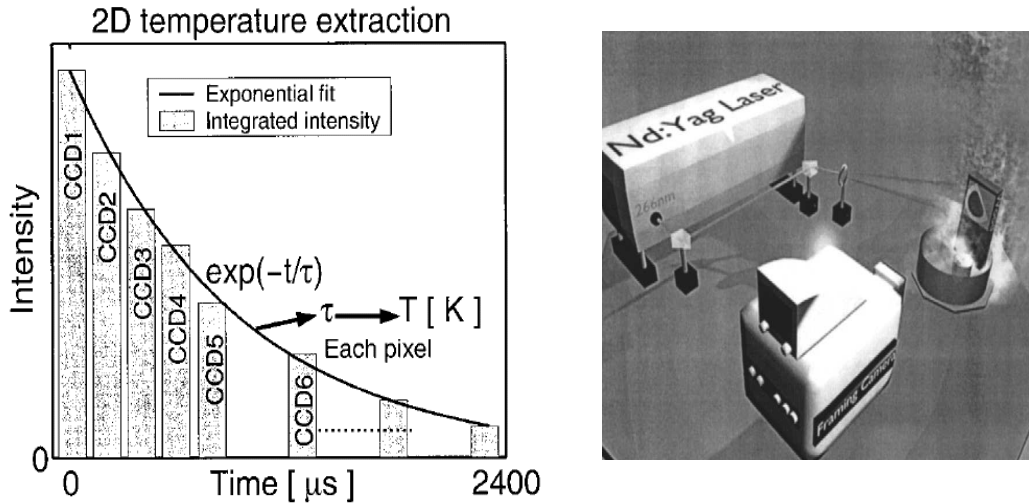 2D temperature extraction
Intensity
Exponential fit
Integrated intensity
CCD1
CCD2
CCD3
CCD4
CCD5
CCD6
exp(-t/τ)
τ → T [ K ]
Each pixel
0
0
Time [ μs ]
2400
Nd:Yag Laser
266nm
Framing Camera